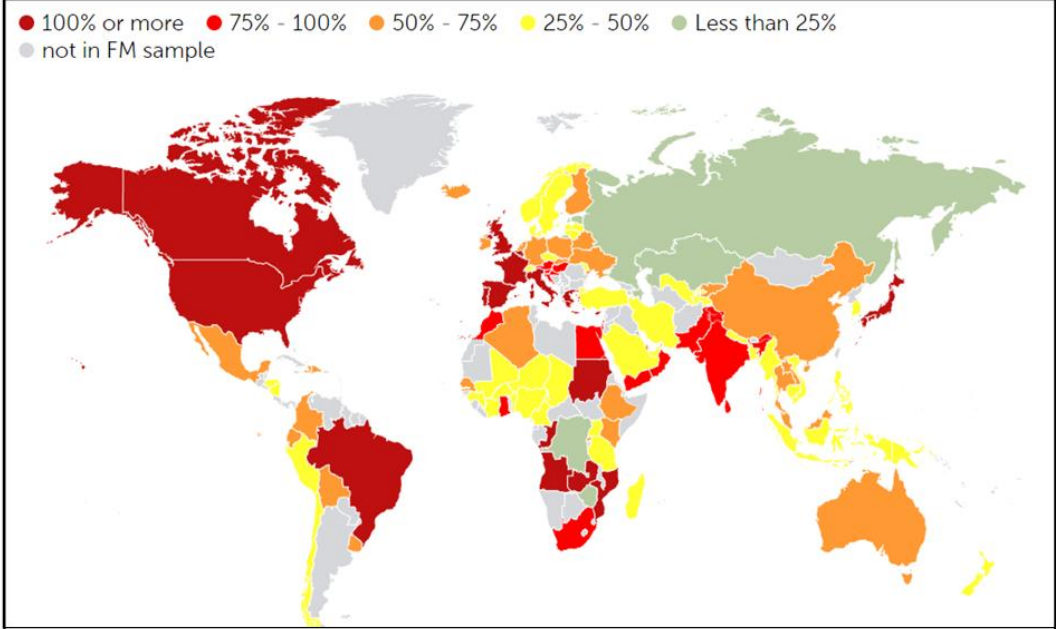 100% or more 75% - 100% 50% - 75% 25% - 50% Less than 25%
not in FM sample